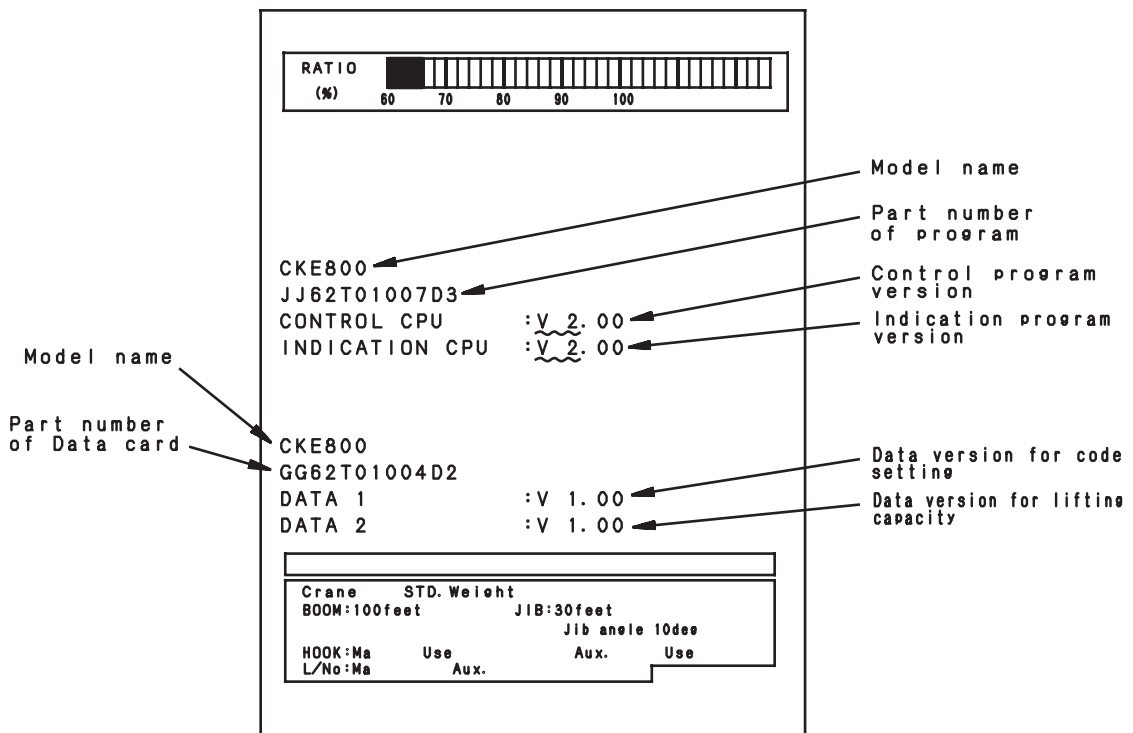 RATIO
(%)
60 70 80 90 100
Model name
Part number
of program
CKE800
JJ62T01007D3
Control program
version
CONTROL CPU :V 2.00
Indication program
version
INDICATION CPU :V 2.00
Model name
Part number
of Data card
CKE800
GG62T01004D2
Data version for code
setting
DATA 1 :V 1.00
Data version for lifting
capacity
DATA 2 :V 1.00
Crane STD.Weight
BOOM:100feet JIB:30feet
Jib angle 10deg
HOOK:Ma Use Aux. Use
L/No:Ma Aux.